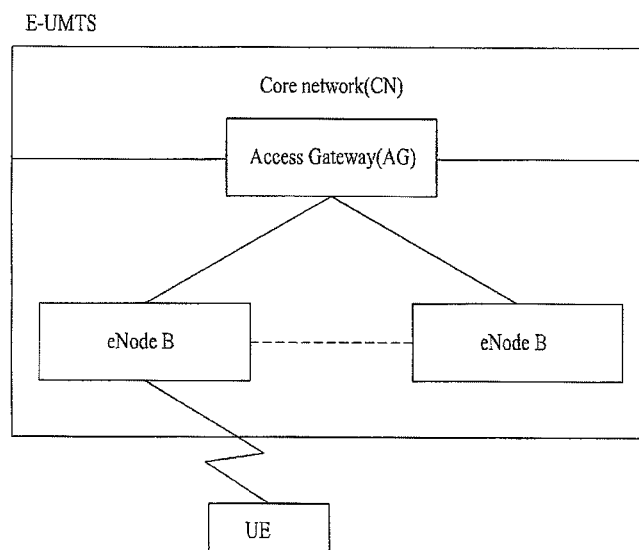 E-UMTS
Core network(CN)
Access Gateway(AG)
eNode B
eNode B
UE